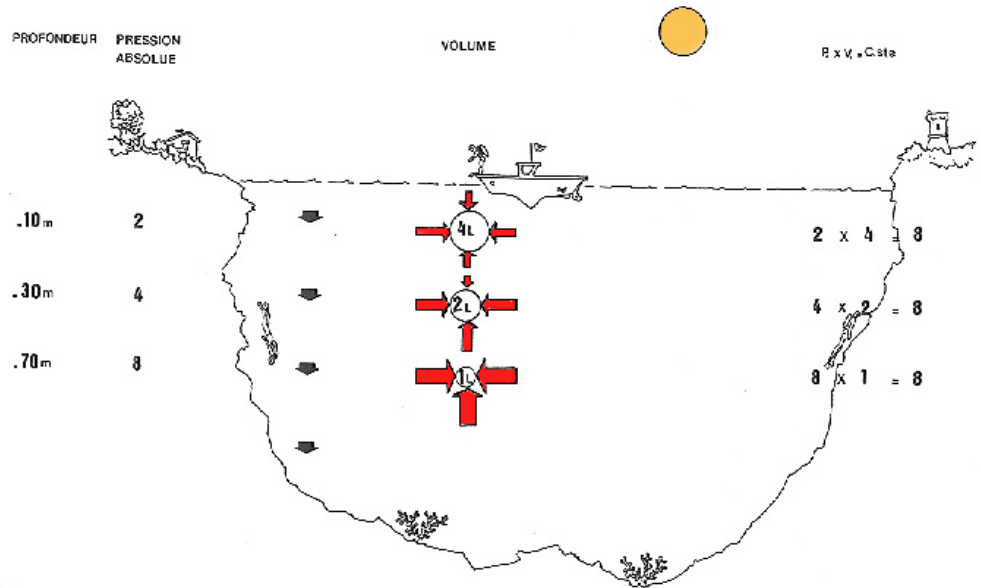 PROFONDEUR
PRESSION
ABSOLUE
VOLUME
P x V = C.ste
.10m 2 4L 2 x 4 = 8
.30m 4 2L 4 x 2 = 8
.70m 8 1L 8 x 1 = 8